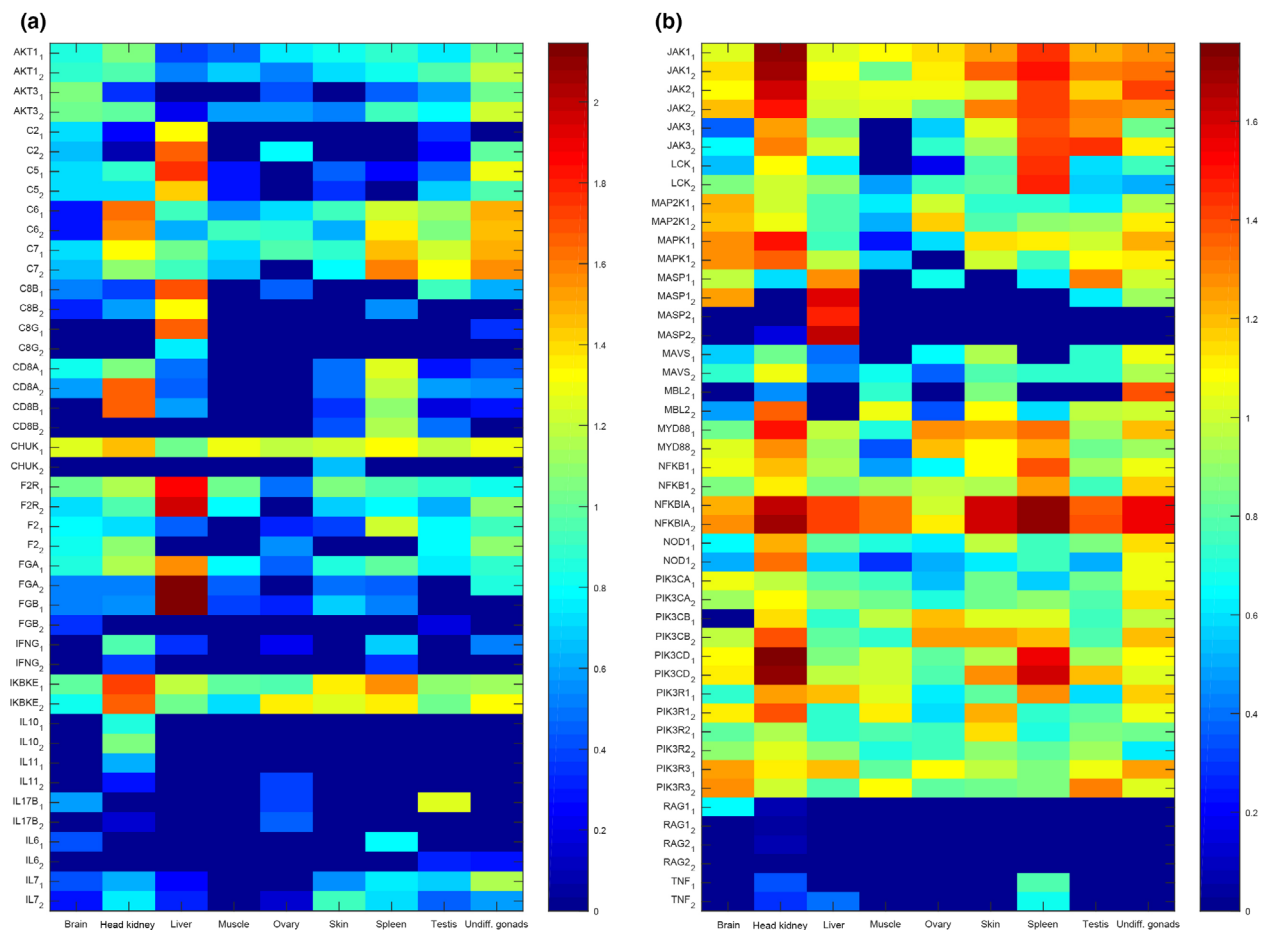 (a)
AKT1₁
AKT1₂
AKT3₁
AKT3₂
C2₁
C2₂
C5₁
C5₂
C6₁
C6₂
C7₁
C7₂
C8B₁
C8B₂
C8G₁
C8G₂
CD8A₁
CD8A₂
CD8B₁
CD8B₂
CHUK₁
CHUK₂
F2R₁
F2R₂
F2₁
F2₂
FGA₁
FGA₂
FGB₁
FGB₂
IFNG₁
IFNG₂
IKBKE₁
IKBKE₂
IL10₁
IL10₂
IL11₁
IL11₂
IL17B₁
IL17B₂
IL6₁
IL6₂
IL7₁
IL7₂
Brain Head kidney Liver Muscle Ovary Skin Spleen Testis Undiff. gonads
2
1.8
1.6
1.4
1.2
1
0.8
0.6
0.4
0.2
0
(b)
JAK1₁
JAK1₂
JAK2₁
JAK2₂
JAK3₁
JAK3₂
LCK₁
LCK₂
MAP2K1₁
MAP2K1₂
MAPK1₁
MAPK1₂
MASP1₁
MASP1₂
MASP2₁
MASP2₂
MAVS₁
MAVS₂
MBL2₁
MBL2₂
MYD88₁
MYD88₂
NFKB1₁
NFKB1₂
NFKBIA₁
NFKBIA₂
NOD1₁
NOD1₂
PIK3CA₁
PIK3CA₂
PIK3CB₁
PIK3CB₂
PIK3CD₁
PIK3CD₂
PIK3R1₁
PIK3R1₂
PIK3R2₁
PIK3R2₂
PIK3R3₁
PIK3R3₂
RAG1₁
RAG1₂
RAG2₁
RAG2₂
TNF₁
TNF₂
Brain Head kidney Liver Muscle Ovary Skin Spleen Testis Undiff. gonads
1.6
1.4
1.2
1
0.8
0.6
0.4
0.2
0